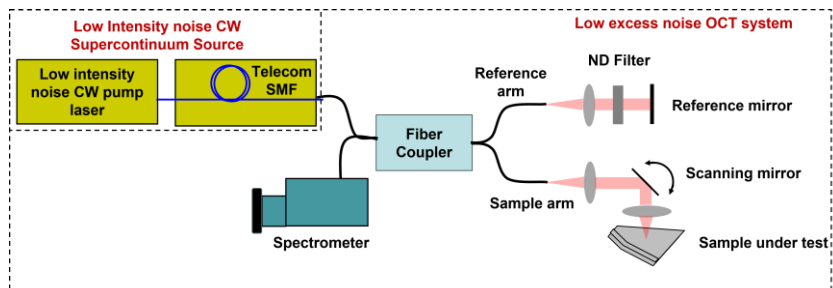 Low Intensity noise CW
Supercontinuum Source
Low excess noise OCT system
Low intensity
noise CW pump
laser
Telecom
SMF
Reference
arm
ND Filter
Reference mirror
Fiber
Coupler
Scanning mirror
Sample arm
Spectrometer
Sample under test